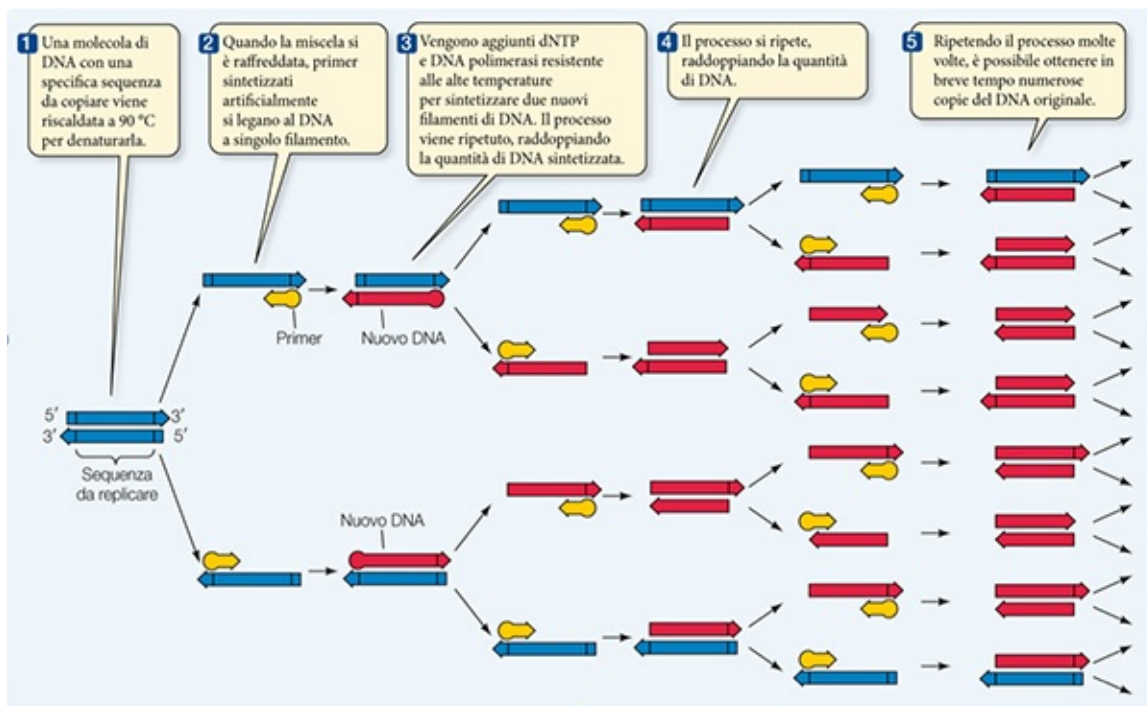 1 Una molecola di
DNA con una
specifica sequenza
da copiare viene
riscaldata a 90 °C
per denaturarla.
2 Quando la miscela si
è raffreddata, primer
sintetizzati
artificialmente
si legano al DNA
a singolo filamento.
3 Vengono aggiunti dNTP
e DNA polimerasi resistente
alle alte temperature
per sintetizzare due nuovi
filamenti di DNA. Il processo
viene ripetuto, raddoppiando
la quantità di DNA sintetizzata.
4 Il processo si ripete,
raddoppiando la quantità
di DNA.
5 Ripetendo il processo molte
volte, è possibile ottenere in
breve tempo numerose
copie del DNA originale.
Primer
Nuovo DNA
5′ 3′
3′ 5′
Sequenza
da replicare
Nuovo DNA